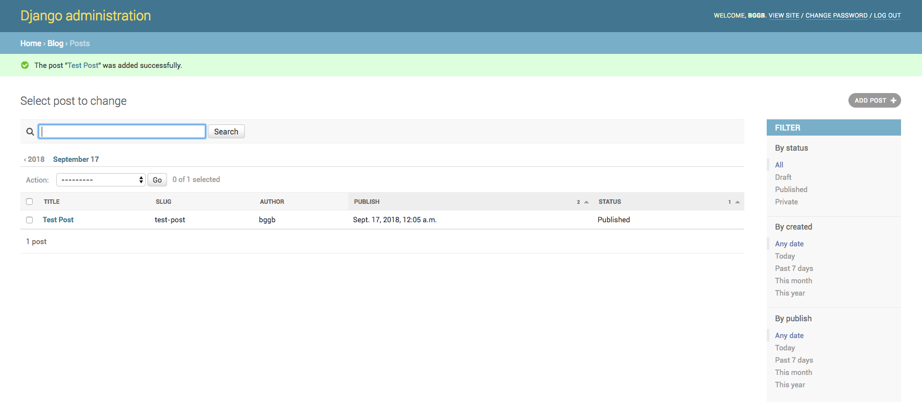 Django administration
WELCOME, BGGB. VIEW SITE / CHANGE PASSWORD / LOG OUT
Home › Blog › Posts
The post "Test Post" was added successfully.
Select post to change
ADD POST +
Search
‹ 2018 September 17
Action: --------- Go 0 of 1 selected
TITLE SLUG AUTHOR PUBLISH 2 STATUS 1
Test Post test-post bggb Sept. 17, 2018, 12:05 a.m. Published
1 post
FILTER
By status
All
Draft
Published
Private
By created
Any date
Today
Past 7 days
This month
This year
By publish
Any date
Today
Past 7 days
This month
This year